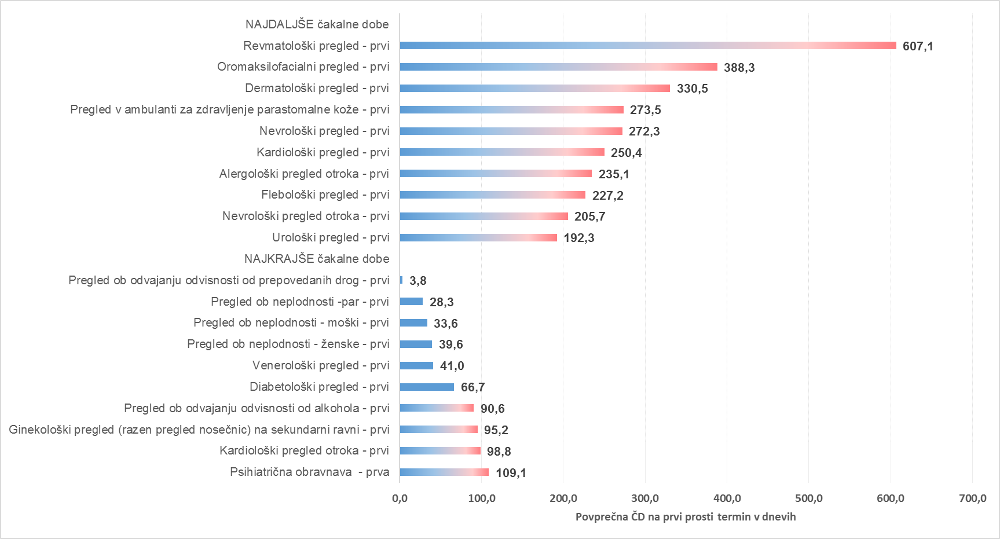 NAJDALJŠE čakalne dobe
Revmatološki pregled - prvi 607,1
Oromaksilofacialni pregled - prvi 388,3
Dermatološki pregled - prvi 330,5
Pregled v ambulanti za zdravljenje parastomalne kože - prvi 273,5
Nevrološki pregled - prvi 272,3
Kardiološki pregled - prvi 250,4
Alergološki pregled otroka - prvi 235,1
Flebološki pregled - prvi 227,2
Nevrološki pregled otroka - prvi 205,7
Urološki pregled - prvi 192,3
NAJKRAJŠE čakalne dobe
Pregled ob odvajanju odvisnosti od prepovedanih drog - prvi 3,8
Pregled ob neplodnosti -par - prvi 28,3
Pregled ob neplodnosti - moški - prvi 33,6
Pregled ob neplodnosti - ženske - prvi 39,6
Venerološki pregled - prvi 41,0
Diabetološki pregled - prvi 66,7
Pregled ob odvajanju odvisnosti od alkohola - prvi 90,6
Ginekološki pregled (razen pregled nosečnic) na sekundarni ravni - prvi 95,2
Kardiološki pregled otroka - prvi 98,8
Psihiatrična obravnava - prva 109,1
0,0 100,0 200,0 300,0 400,0 500,0 600,0 700,0
Povprečna ČD na prvi prosti termin v dnevih